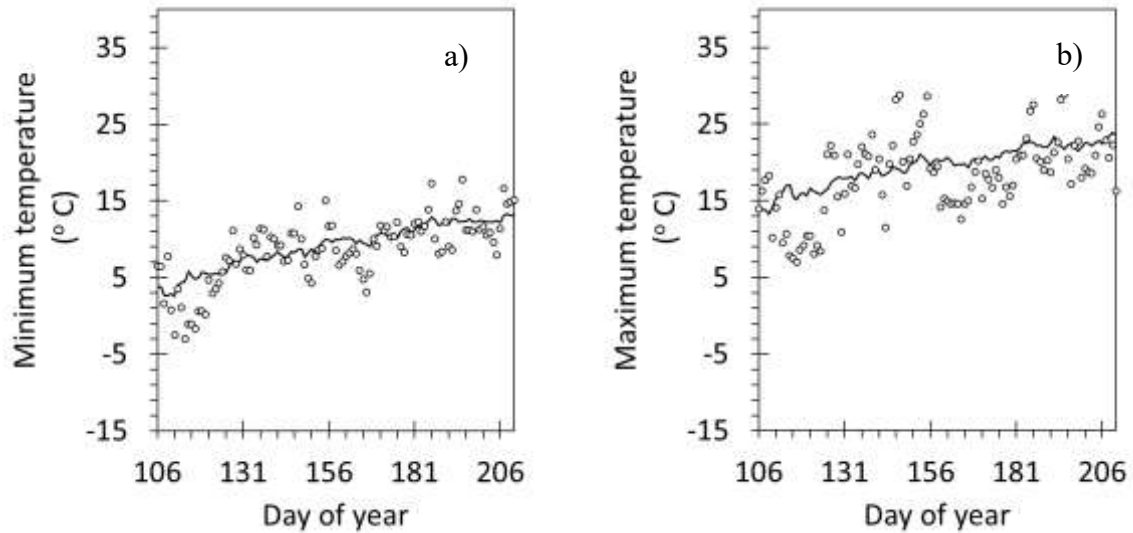 a)
Minimum temperature
(o C)
35
25
15
5
-5
-15
106 131 156 181 206
Day of year
b)
Maximum temperature
(o C)
35
25
15
5
-5
-15
106 131 156 181 206
Day of year